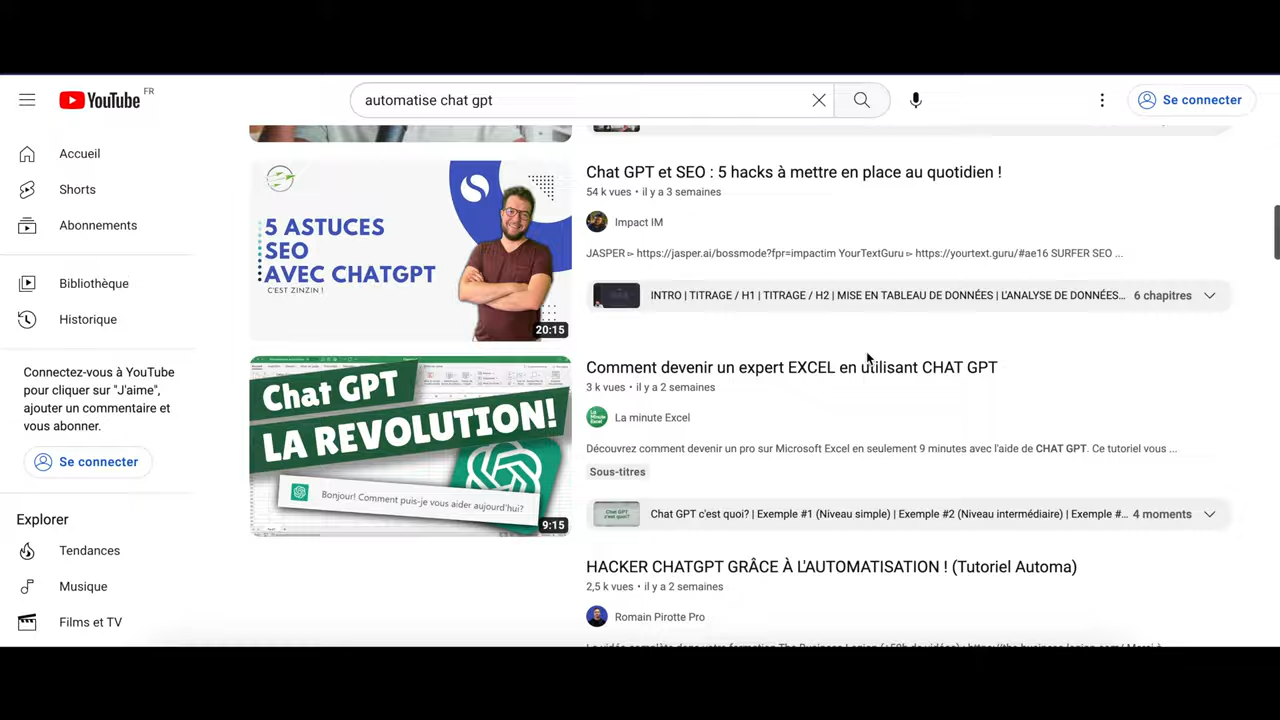 YouTube FR
automatise chat gpt
Se connecter
Accueil
Shorts
Abonnements
Bibliothèque
Historique
Connectez-vous à YouTube
pour cliquer sur "J'aime",
ajouter un commentaire et
vous abonner.
Se connecter
Explorer
Tendances
Musique
Films et TV
5 ASTUCES
SEO
AVEC CHATGPT
C'EST ZINZIN !
20:15
Chat GPT et SEO : 5 hacks à mettre en place au quotidien !
54 k vues • il y a 3 semaines
Impact IM
JASPER ▻ https://jasper.ai/bossmode?fpr=impactim YourTextGuru ▻ https://yourtext.guru/#ae16 SURFER SEO ...
INTRO | TITRAGE / H1 | TITRAGE / H2 | MISE EN TABLEAU DE DONNÉES | L'ANALYSE DE DONNÉES...
6 chapitres
Chat GPT
LA REVOLUTION!
Bonjour! Comment puis-je vous aider aujourd'hui?
9:15
Comment devenir un expert EXCEL en utilisant CHAT GPT
3 k vues • il y a 2 semaines
La Minute Excel
La minute Excel
Découvrez comment devenir un pro sur Microsoft Excel en seulement 9 minutes avec l'aide de CHAT GPT. Ce tutoriel vous ...
Sous-titres
Chat GPT c'est quoi?
Chat GPT c'est quoi? | Exemple #1 (Niveau simple) | Exemple #2 (Niveau intermédiaire) | Exemple #...
4 moments
HACKER CHATGPT GRÂCE À L'AUTOMATISATION ! (Tutoriel Automa)
2,5 k vues • il y a 2 semaines
Romain Pirotte Pro